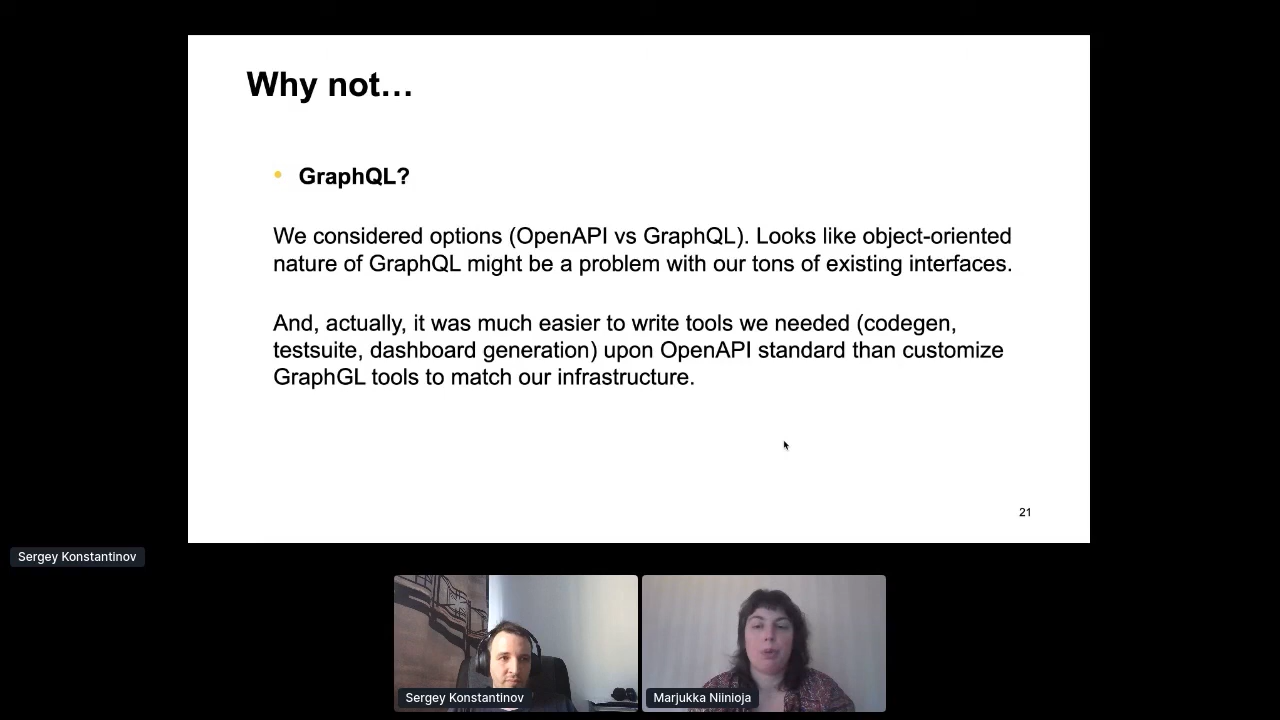 Why not...
• GraphQL?
We considered options (OpenAPI vs GraphQL). Looks like object-oriented
nature of GraphQL might be a problem with our tons of existing interfaces.
And, actually, it was much easier to write tools we needed (codegen,
testsuite, dashboard generation) upon OpenAPI standard than customize
GraphGL tools to match our infrastructure.
21
Sergey Konstantinov
Sergey Konstantinov
Marjukka Niinioja